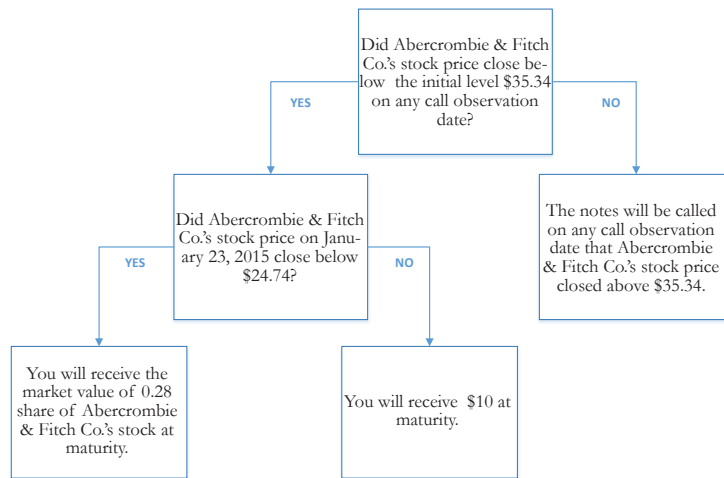 Did Abercrombie & Fitch
Co.'s stock price close be-
low the initial level $35.34
on any call observation
date?
YES
NO
Did Abercrombie & Fitch
Co.'s stock price on Janu-
ary 23, 2015 close below
$24.74?
The notes will be called
on any call observation
date that Abercrombie
& Fitch Co.'s stock price
closed above $35.34.
YES
NO
You will receive the
market value of 0.28
share of Abercrombie
& Fitch Co.'s stock at
maturity.
You will receive $10 at
maturity.